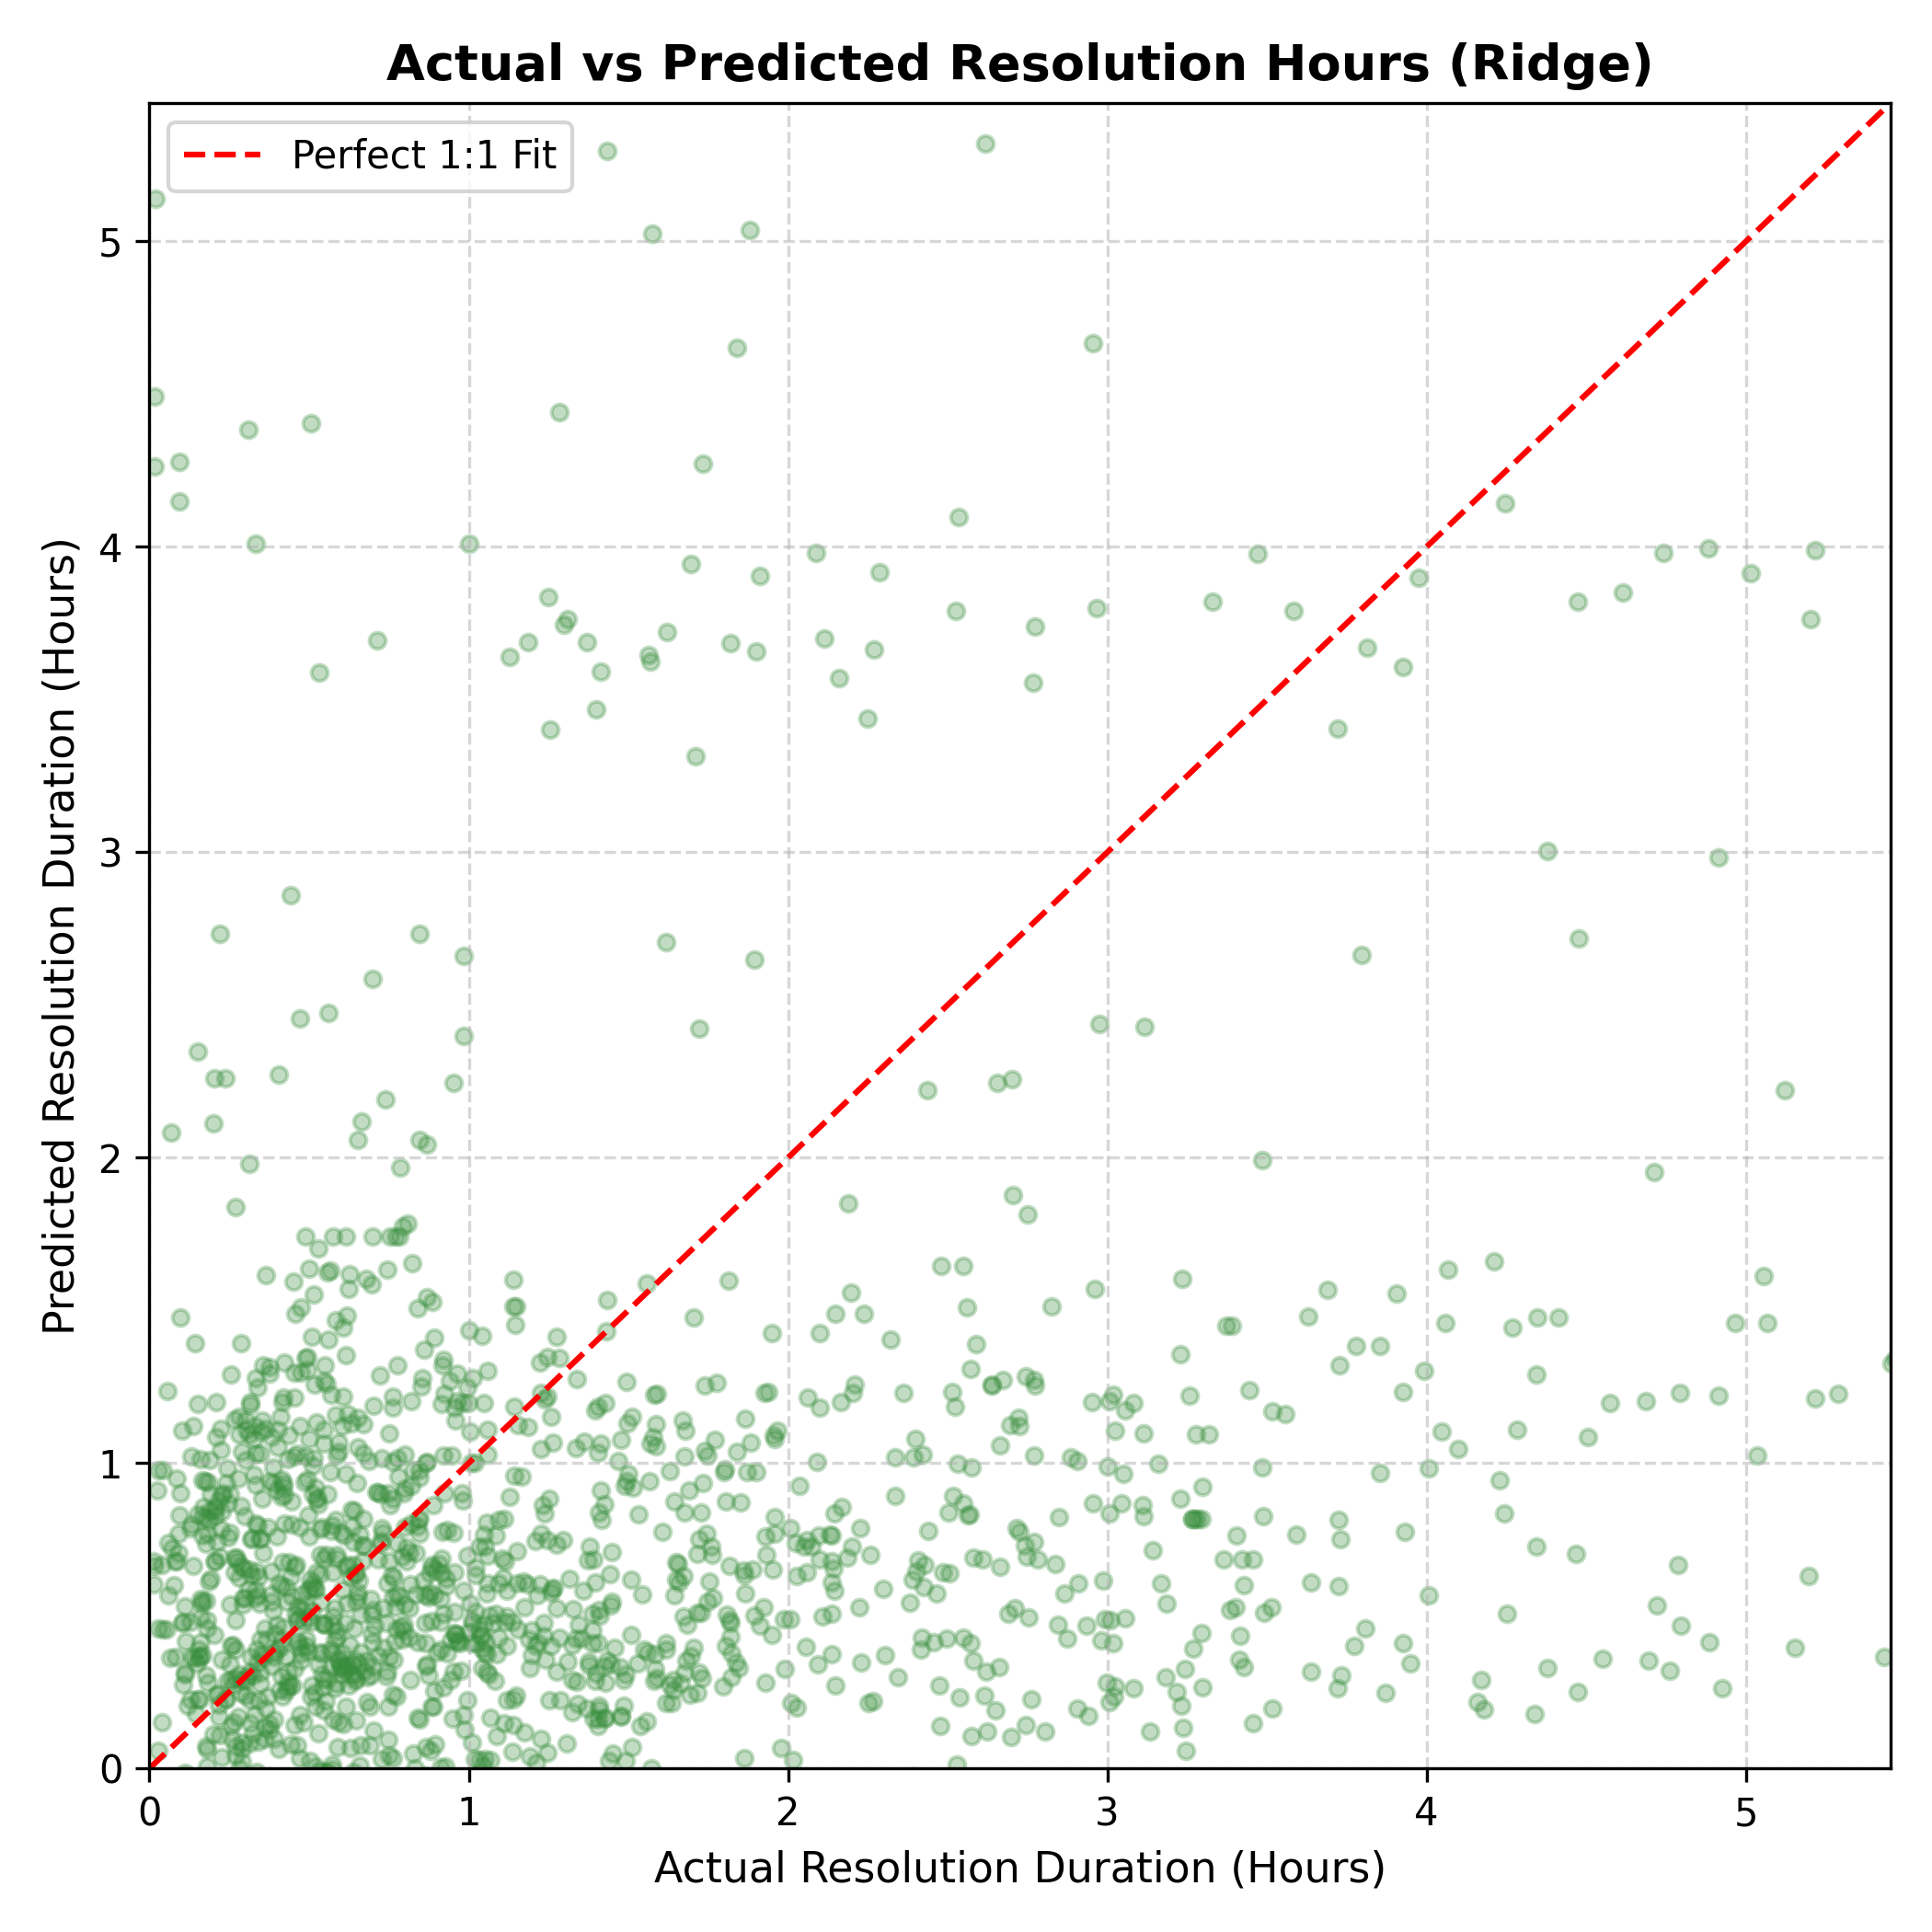 Actual vs Predicted Resolution Hours (Ridge)
Perfect 1:1 Fit
Predicted Resolution Duration (Hours)
5
4
3
2
1
0
0 1 2 3 4 5
Actual Resolution Duration (Hours)